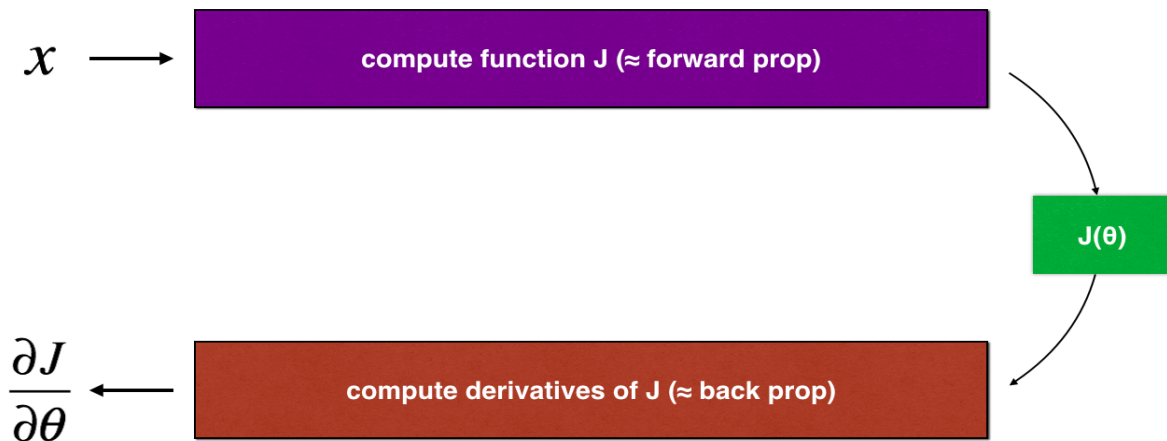 x
compute function J (≈ forward prop)
J(θ)
∂J
∂θ
compute derivatives of J (≈ back prop)